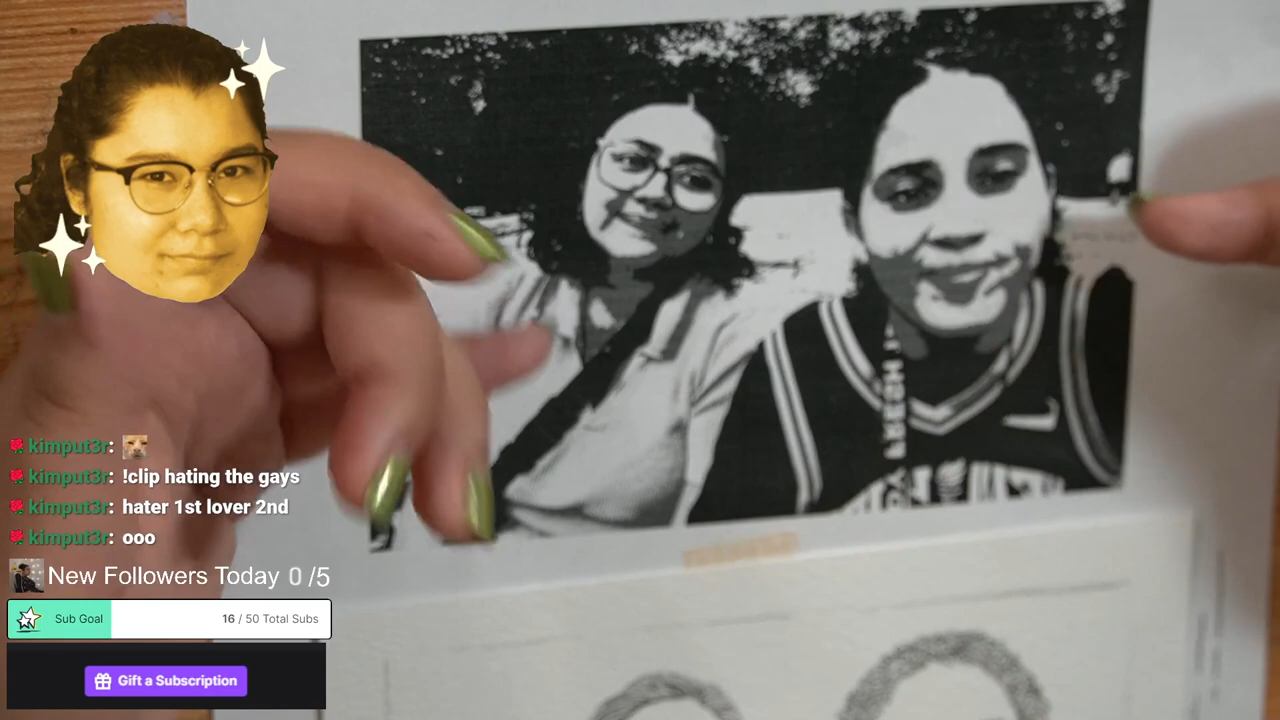 kimput3r:
kimput3r: !clip hating the gays
kimput3r: hater 1st lover 2nd
kimput3r: ooo
New Followers Today 0 /5
Sub Goal 16 / 50 Total Subs
Gift a Subscription